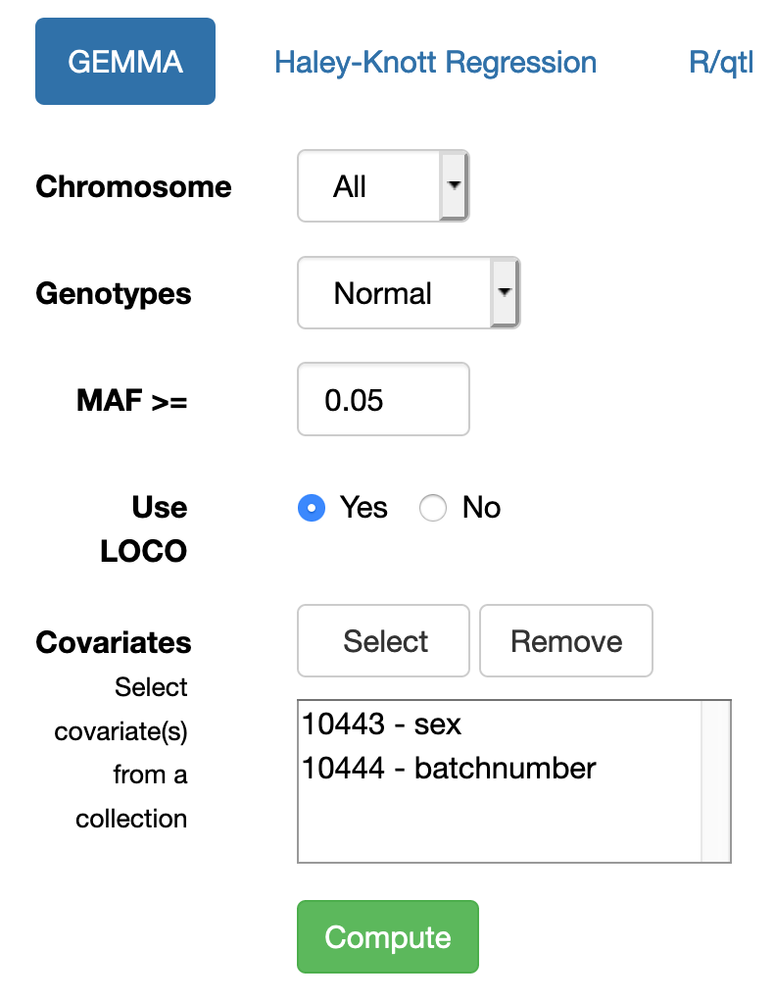 GEMMA Haley-Knott Regression R/qtl
Chromosome All
Genotypes Normal
MAF >= 0.05
Use Yes No
LOCO
Covariates Select Remove
Select
covariate(s)
from a
collection
10443 - sex
10444 - batchnumber
Compute